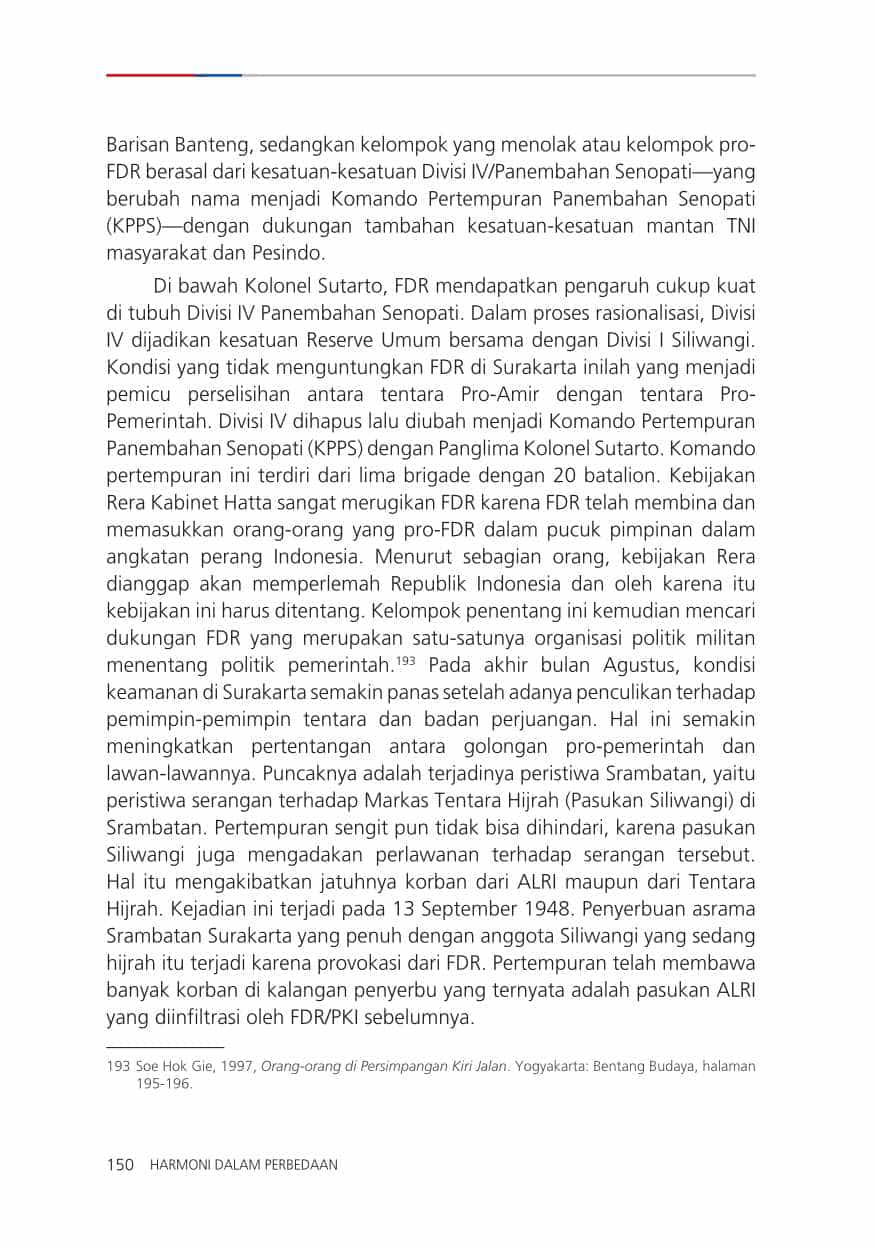 Barisan Banteng, sedangkan kelompok yang menolak atau kelompok pro-
FDR berasal dari kesatuan-kesatuan Divisi IV/Panembahan Senopati—yang
berubah nama menjadi Komando Pertempuran Panembahan Senopati
(KPPS)—dengan dukungan tambahan kesatuan-kesatuan mantan TNI
masyarakat dan Pesindo.
Di bawah Kolonel Sutarto, FDR mendapatkan pengaruh cukup kuat
di tubuh Divisi IV Panembahan Senopati. Dalam proses rasionalisasi, Divisi
IV dijadikan kesatuan Reserve Umum bersama dengan Divisi I Siliwangi.
Kondisi yang tidak menguntungkan FDR di Surakarta inilah yang menjadi
pemicu perselisihan antara tentara Pro-Amir dengan tentara Pro-
Pemerintah. Divisi IV dihapus lalu diubah menjadi Komando Pertempuran
Panembahan Senopati (KPPS) dengan Panglima Kolonel Sutarto. Komando
pertempuran ini terdiri dari lima brigade dengan 20 batalion. Kebijakan
Rera Kabinet Hatta sangat merugikan FDR karena FDR telah membina dan
memasukkan orang-orang yang pro-FDR dalam pucuk pimpinan dalam
angkatan perang Indonesia. Menurut sebagian orang, kebijakan Rera
dianggap akan memperlemah Republik Indonesia dan oleh karena itu
kebijakan ini harus ditentang. Kelompok penentang ini kemudian mencari
dukungan FDR yang merupakan satu-satunya organisasi politik militan
menentang politik pemerintah.193 Pada akhir bulan Agustus, kondisi
keamanan di Surakarta semakin panas setelah adanya penculikan terhadap
pemimpin-pemimpin tentara dan badan perjuangan. Hal ini semakin
meningkatkan pertentangan antara golongan pro-pemerintah dan
lawan-lawannya. Puncaknya adalah terjadinya peristiwa Srambatan, yaitu
peristiwa serangan terhadap Markas Tentara Hijrah (Pasukan Siliwangi) di
Srambatan. Pertempuran sengit pun tidak bisa dihindari, karena pasukan
Siliwangi juga mengadakan perlawanan terhadap serangan tersebut.
Hal itu mengakibatkan jatuhnya korban dari ALRI maupun dari Tentara
Hijrah. Kejadian ini terjadi pada 13 September 1948. Penyerbuan asrama
Srambatan Surakarta yang penuh dengan anggota Siliwangi yang sedang
hijrah itu terjadi karena provokasi dari FDR. Pertempuran telah membawa
banyak korban di kalangan penyerbu yang ternyata adalah pasukan ALRI
yang diinfiltrasi oleh FDR/PKI sebelumnya.
193 Soe Hok Gie, 1997, Orang-orang di Persimpangan Kiri Jalan. Yogyakarta: Bentang Budaya, halaman
195-196.
150 HARMONI DALAM PERBEDAAN